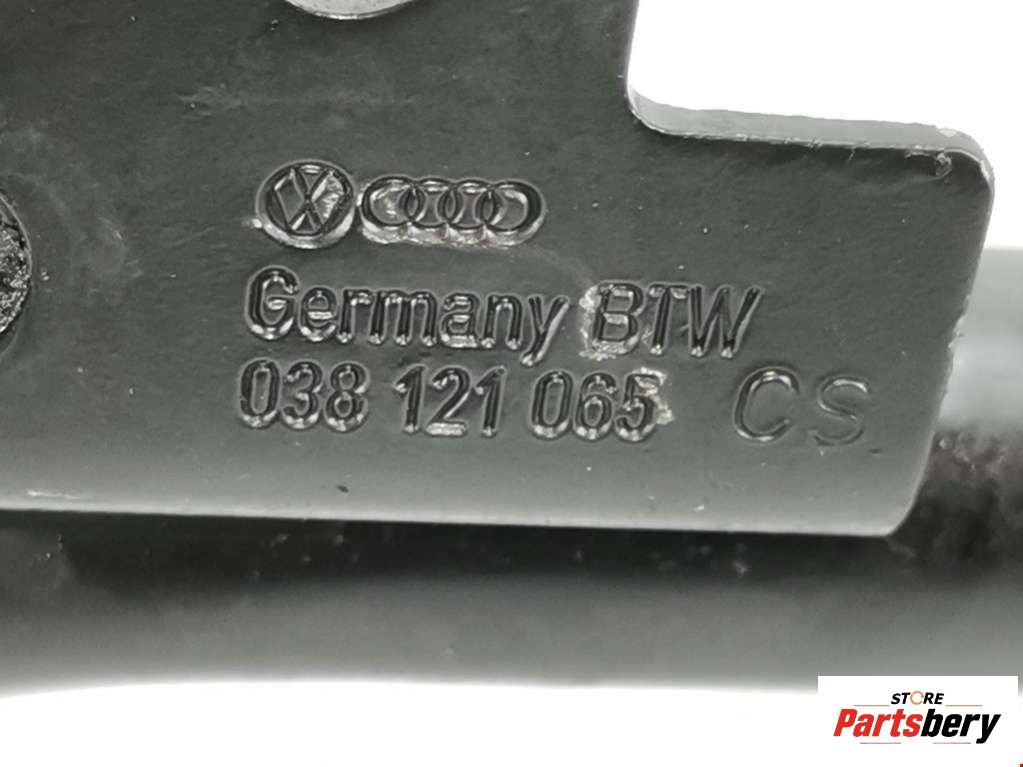 Germany BTW
038 121 065 CS
STORE
Partsbery